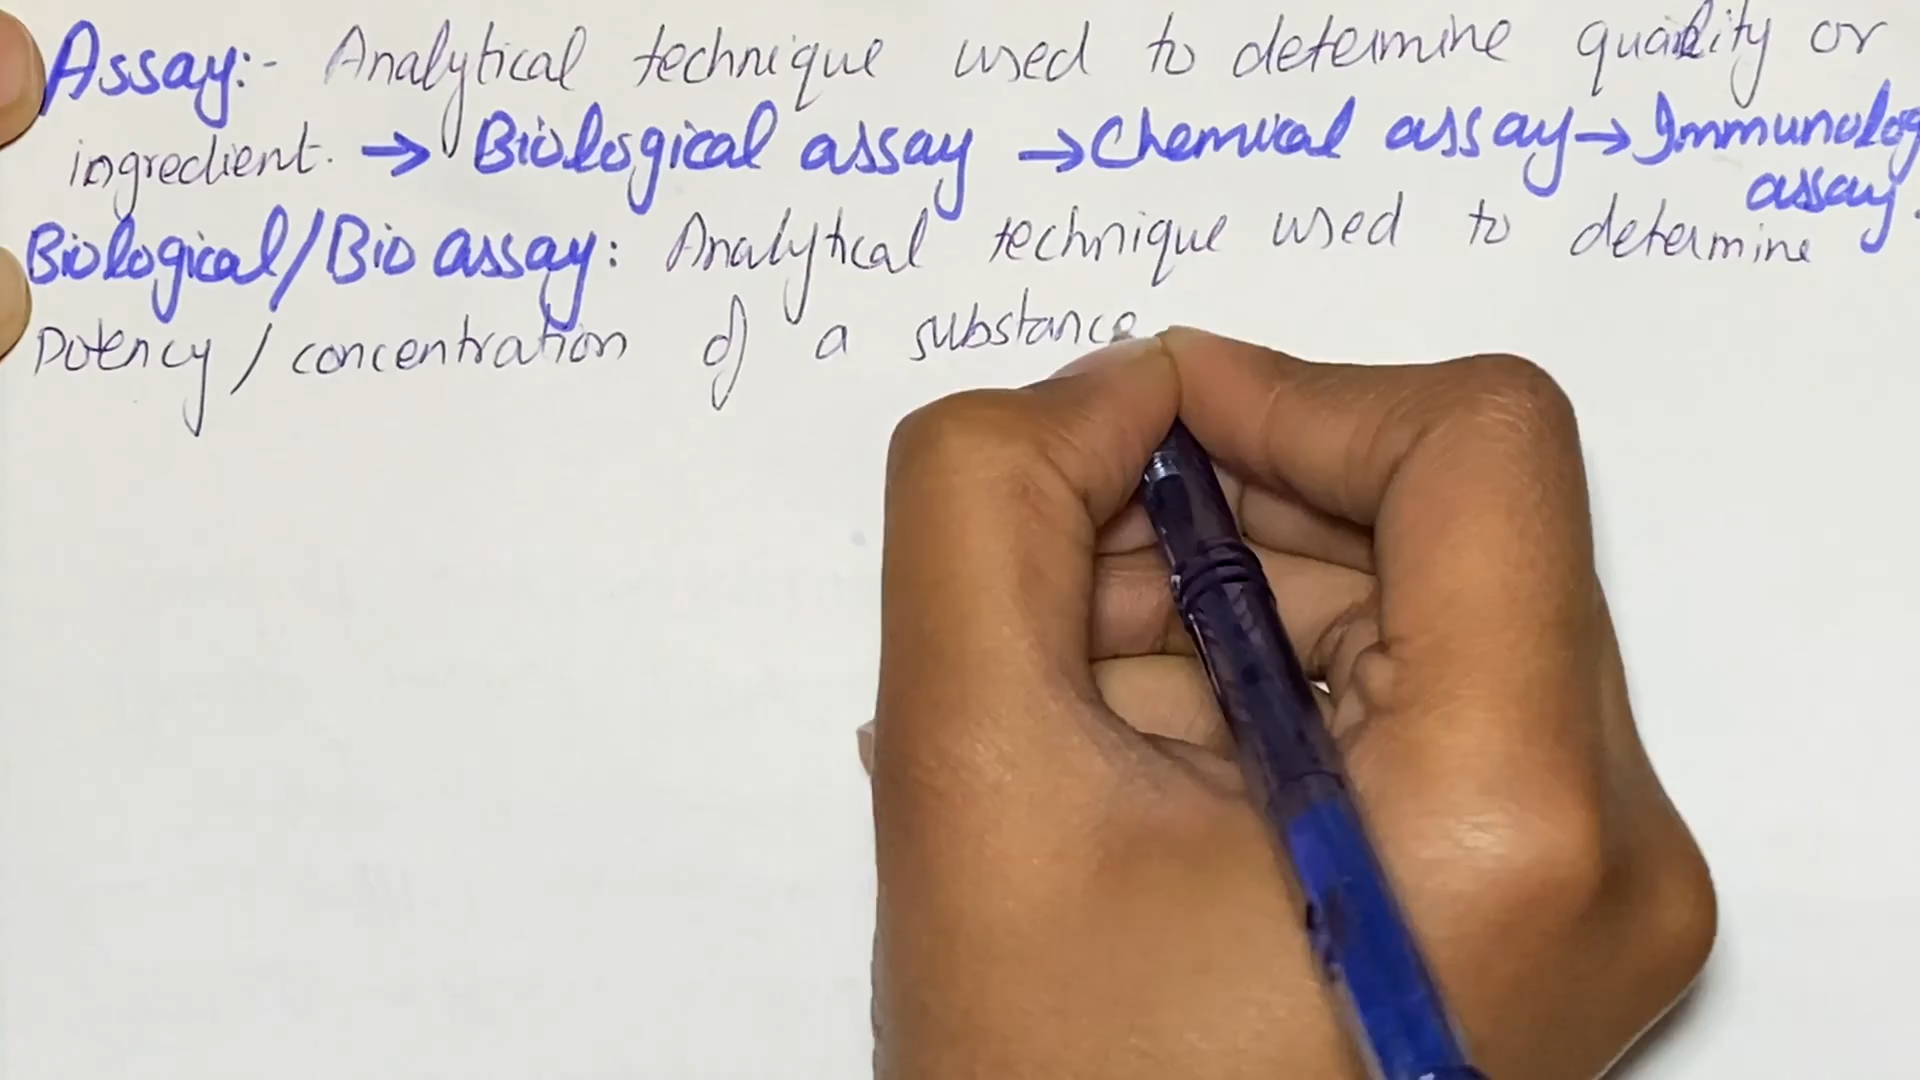 Assay:- Analytical technique used to determine quality or
ingredient. → Biological assay → Chemical assay → Immunolog
assay.
Biological/Bio assay: Analytical technique used to determine
Potency / concentration of a substance